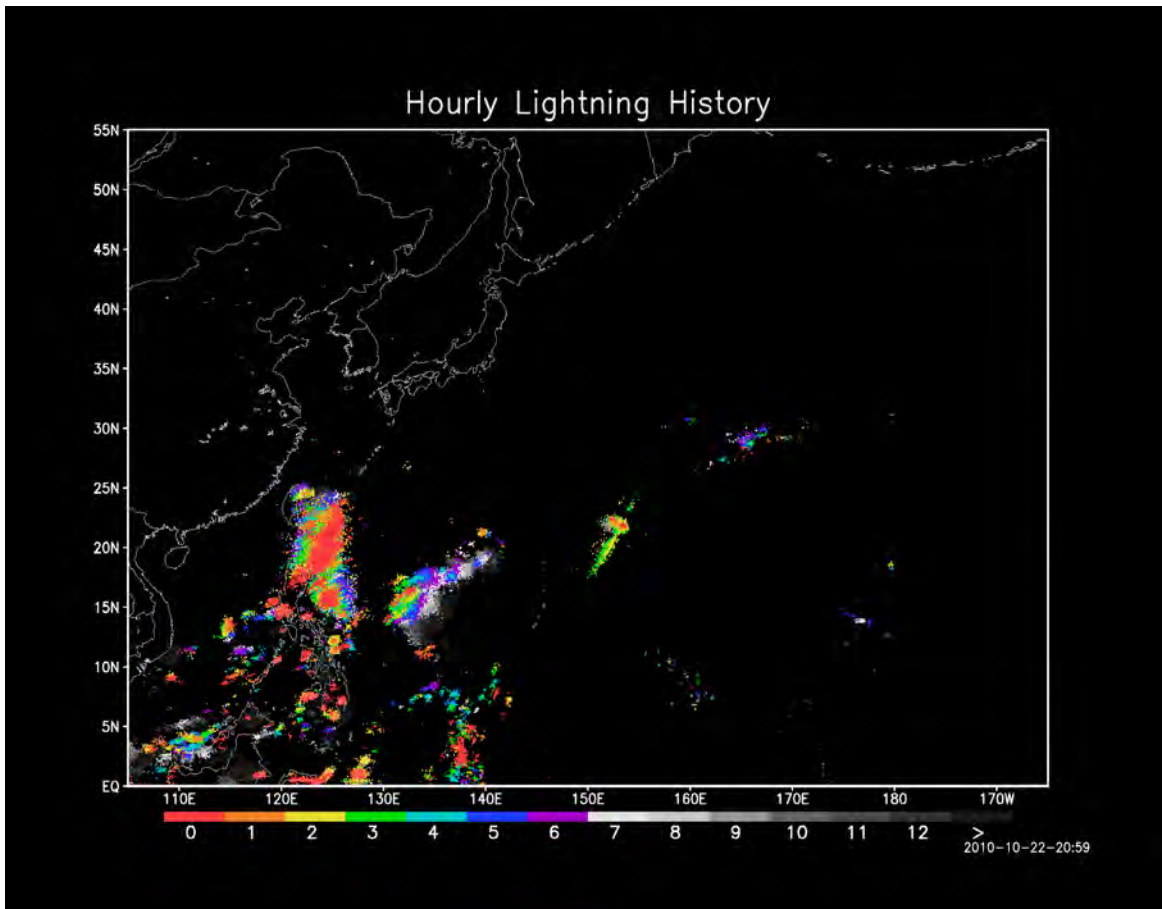 Hourly Lightning History
55N
50N
45N
40N
35N
30N
25N
20N
15N
10N
5N
EQ
110E 120E 130E 140E 150E 160E 170E 180 170W
0 1 2 3 4 5 6 7 8 9 10 11 12 >
2010-10-22-20:59